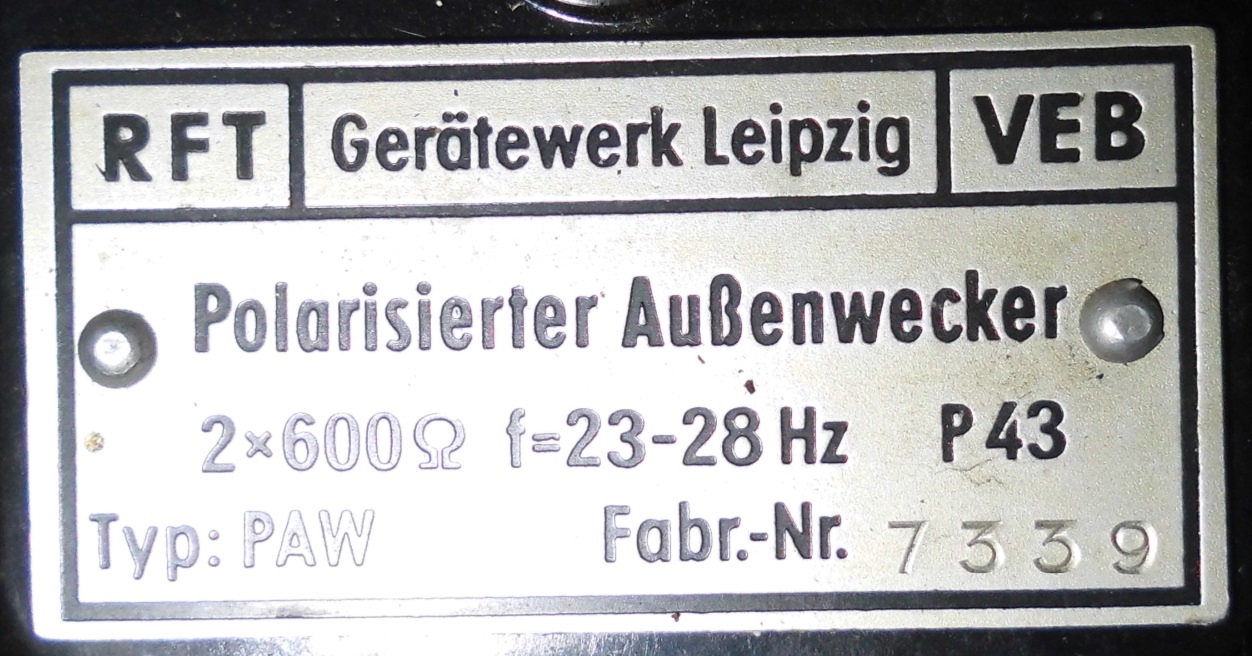 RFT Gerätewerk Leipzig VEB
Polarisierter Außenwecker
2×600Ω f=23-28 Hz P 43
Typ: PAW Fabr.-Nr. 7339